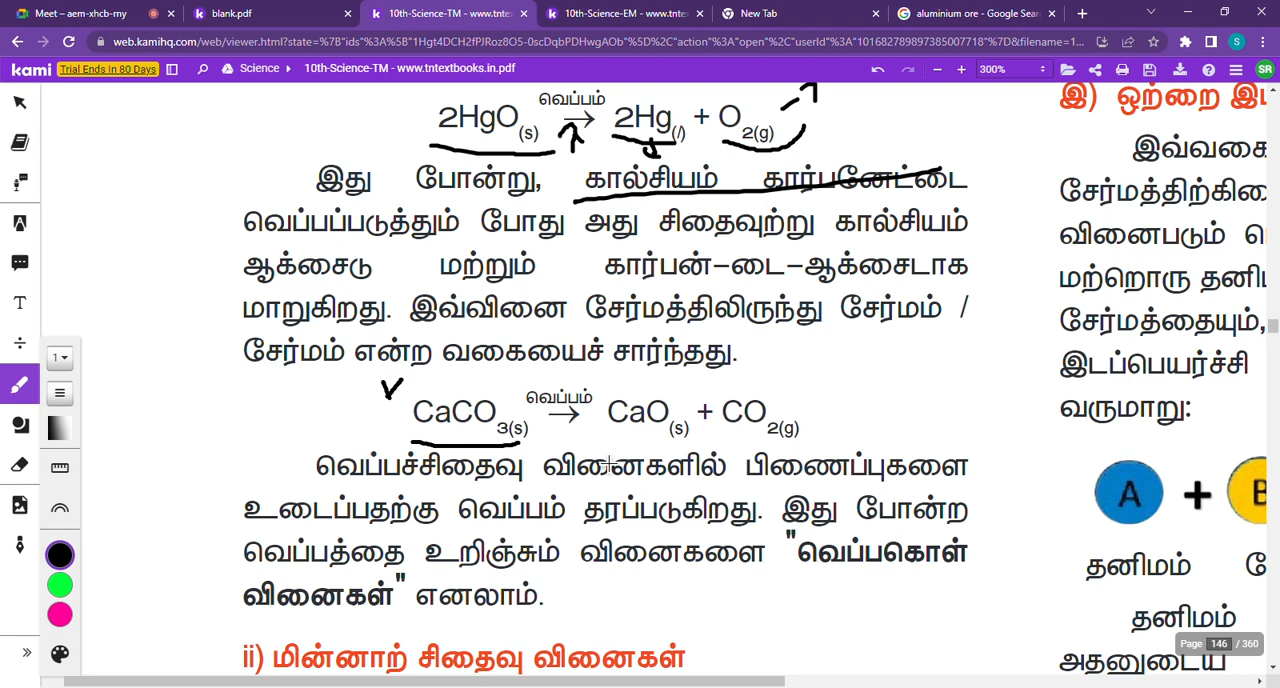 Meet – aem-xhcb-rny
blank.pdf
10th-Science-TM - www.tntex
10th-Science-EM - www.tntex
New Tab
aluminium ore - Google Sear
web.kamihq.com/web/viewer.html?state=%7B"ids"%3A%5B"1Hgt4DCH2fPJRoz8O5-0scDqbPDHwgAOb"%5D%2C"action"%3A"open"%2C"userId"%3A"101682789897385007718"%7D&filename=1...
S
kami
Trial Ends In 80 Days
Science
10th-Science-TM - www.tntextbooks.in.pdf
300%
SR
வெப்பம்
2HgO(s) → 2Hg(l) + O2(g)
இது போன்று, கால்சியம் கார்பனேட்டை
வெப்பப்படுத்தும் போது அது சிதைவுற்று கால்சியம்
ஆக்சைடு மற்றும் கார்பன்–டை–ஆக்சைடாக
மாறுகிறது. இவ்வினை சேர்மத்திலிருந்து சேர்மம் /
சேர்மம் என்ற வகையைச் சார்ந்தது.
வெப்பம்
CaCO3(s) → CaO(s) + CO2(g)
வெப்பச்சிதைவு வினைகளில் பிணைப்புகளை
உடைப்பதற்கு வெப்பம் தரப்படுகிறது. இது போன்ற
வெப்பத்தை உறிஞ்சும் வினைகளை "வெப்பகொள்
வினைகள்" எனலாம்.
ii) மின்னாற் சிதைவு வினைகள்
இ) ஒற்றை இ
இவ்வகை
சேர்மத்திற்கிடை
வினைபடும்
மற்றொரு தனி
சேர்மத்தையும்,
இடப்பெயர்ச்சி
வருமாறு:
A + B
தனிமம்
தனிமம்
அதனுடைய
Page 146 / 360
1
T